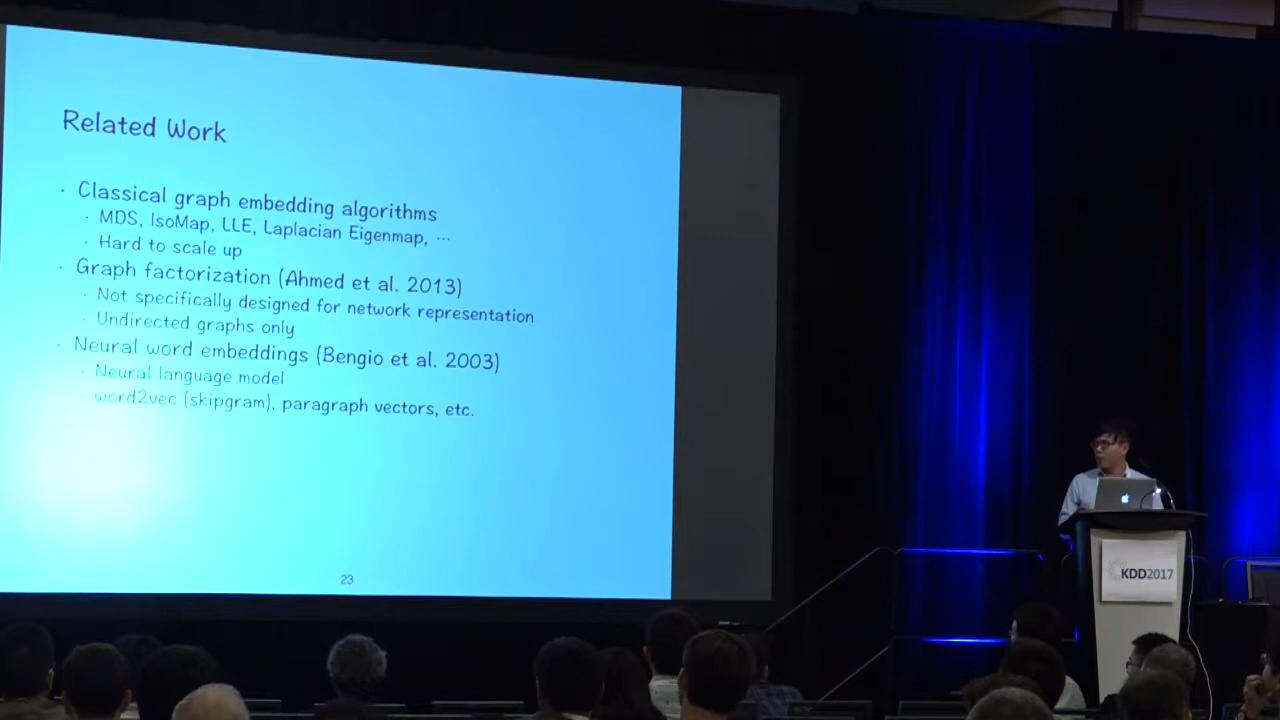 Related Work
· Classical graph embedding algorithms
· MDS, IsoMap, LLE, Laplacian Eigenmap, ⋯
· Hard to scale up
· Graph factorization (Ahmed et al. 2013)
· Not specifically designed for network representation
· Undirected graphs only
· Neural word embeddings (Bengio et al. 2003)
· Neural language model
· word2vec (skipgram), paragraph vectors, etc.
23
KDD2017